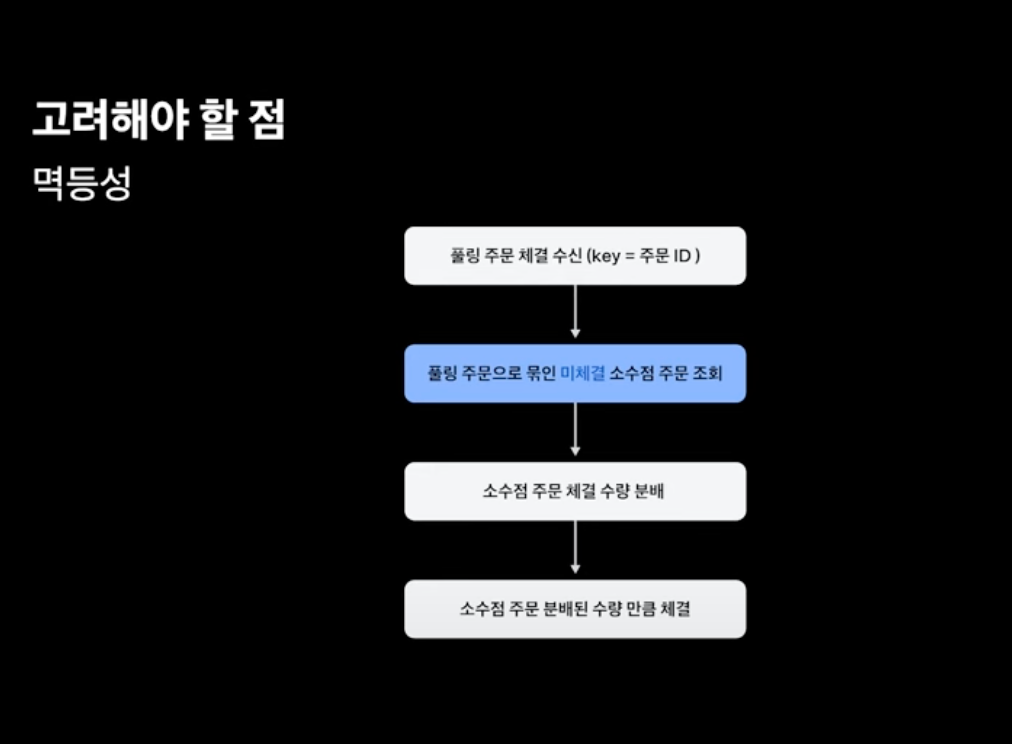 고려해야 할 점
멱등성
풀링 주문 체결 수신 (key = 주문 ID )
풀링 주문으로 묶인 미체결 소수점 주문 조회
소수점 주문 체결 수량 분배
소수점 주문 분배된 수량 만큼 체결